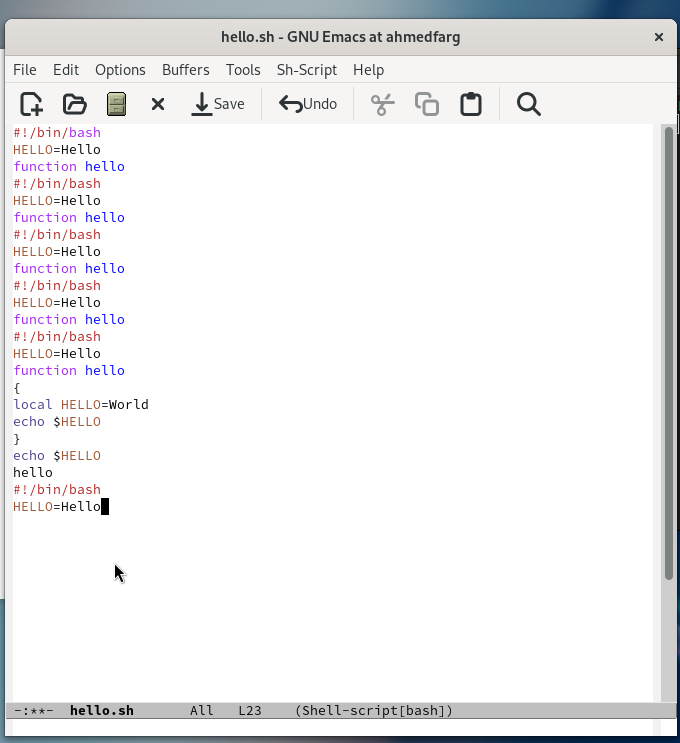 hello.sh - GNU Emacs at ahmedfarg
File Edit Options Buffers Tools Sh-Script Help
Save Undo
#!/bin/bash
HELLO=Hello
function hello
#!/bin/bash
HELLO=Hello
function hello
#!/bin/bash
HELLO=Hello
function hello
#!/bin/bash
HELLO=Hello
function hello
#!/bin/bash
HELLO=Hello
function hello
{
local HELLO=World
echo $HELLO
}
echo $HELLO
hello
#!/bin/bash
HELLO=Hello
-:**- hello.sh All L23 (Shell-script[bash])